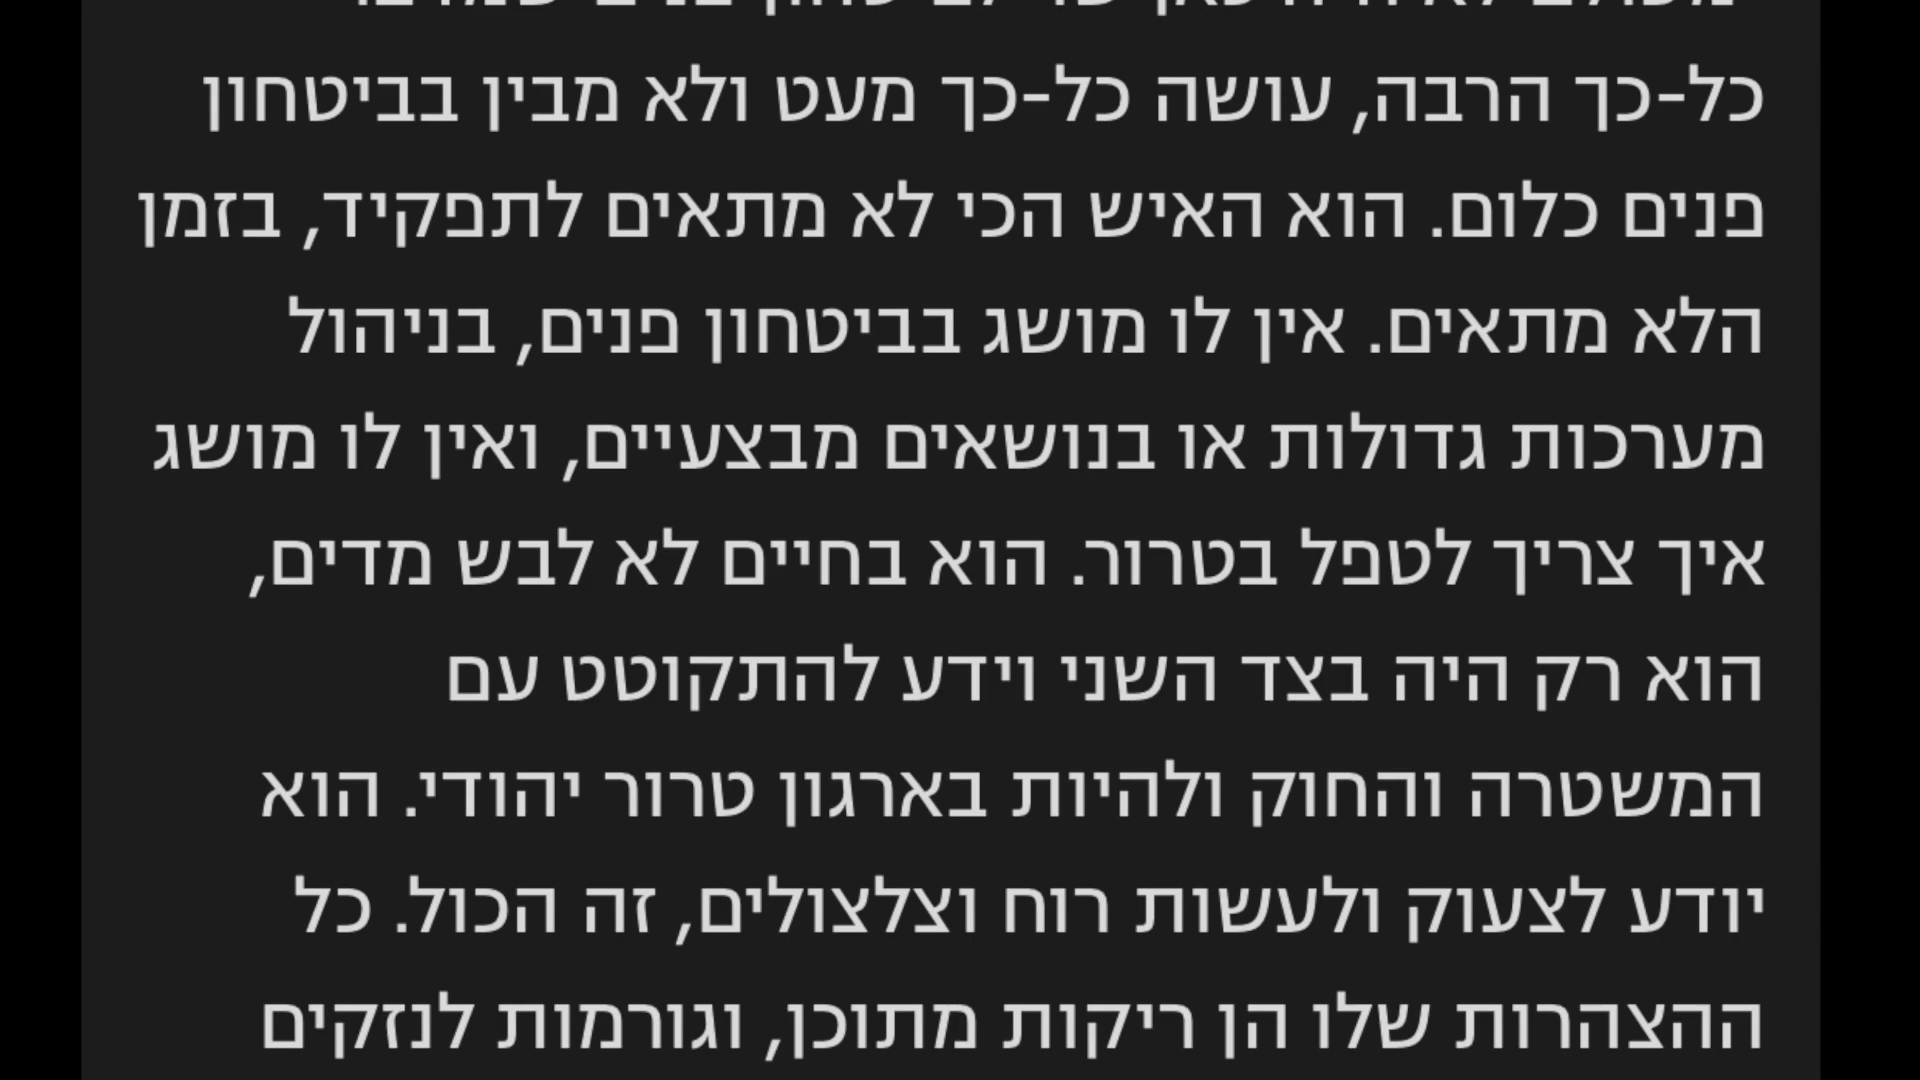 כל-כך הרבה, עושה כל-כך מעט ולא מבין בביטחון
פנים כלום. הוא האיש הכי לא מתאים לתפקיד, בזמן
הלא מתאים. אין לו מושג בביטחון פנים, בניהול
מערכות גדולות או בנושאים מבצעיים, ואין לו מושג
איך צריך לטפל בטרור. הוא בחיים לא לבש מדים,
הוא רק היה בצד השני וידע להתקוטט עם
המשטרה והחוק ולהיות בארגון טרור יהודי. הוא
יודע לצעוק ולעשות רוח וצלצולים, זה הכול. כל
ההצהרות שלו הן ריקות מתוכן, וגורמות לנזקים